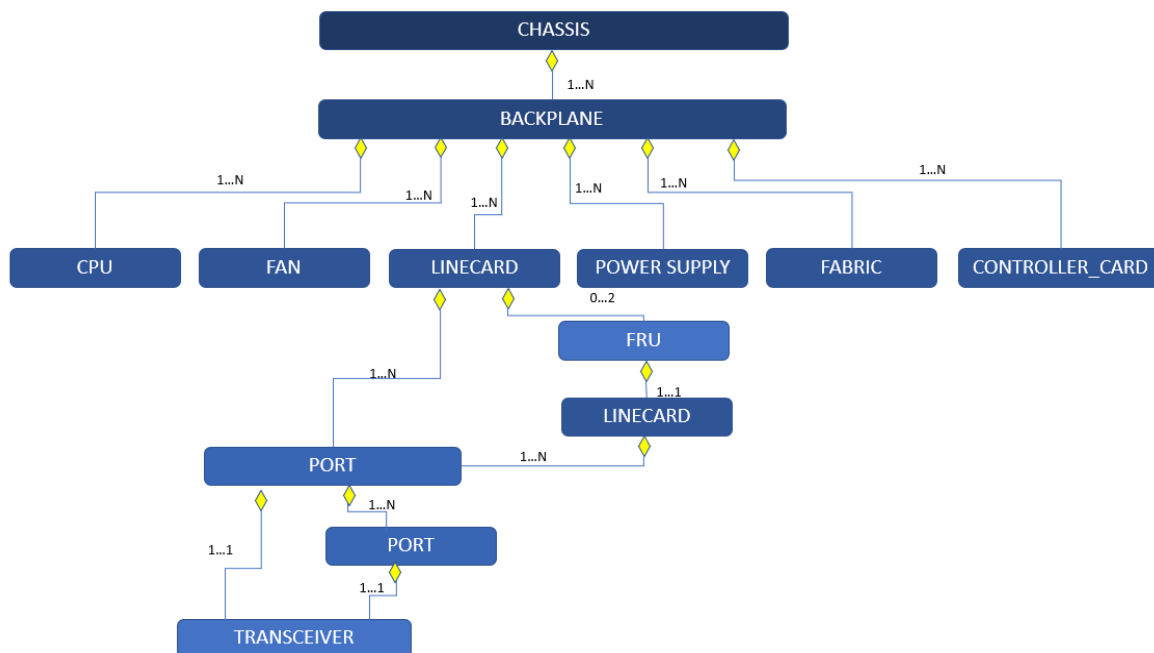 CHASSIS
1...N
BACKPLANE
1...N
1...N
1...N
1...N
1...N
1...N
CPU
FAN
LINECARD
POWER SUPPLY
FABRIC
CONTROLLER_CARD
0...2
FRU
1...N
1...1
LINECARD
1...N
PORT
1...N
PORT
1...1
1...1
TRANSCEIVER